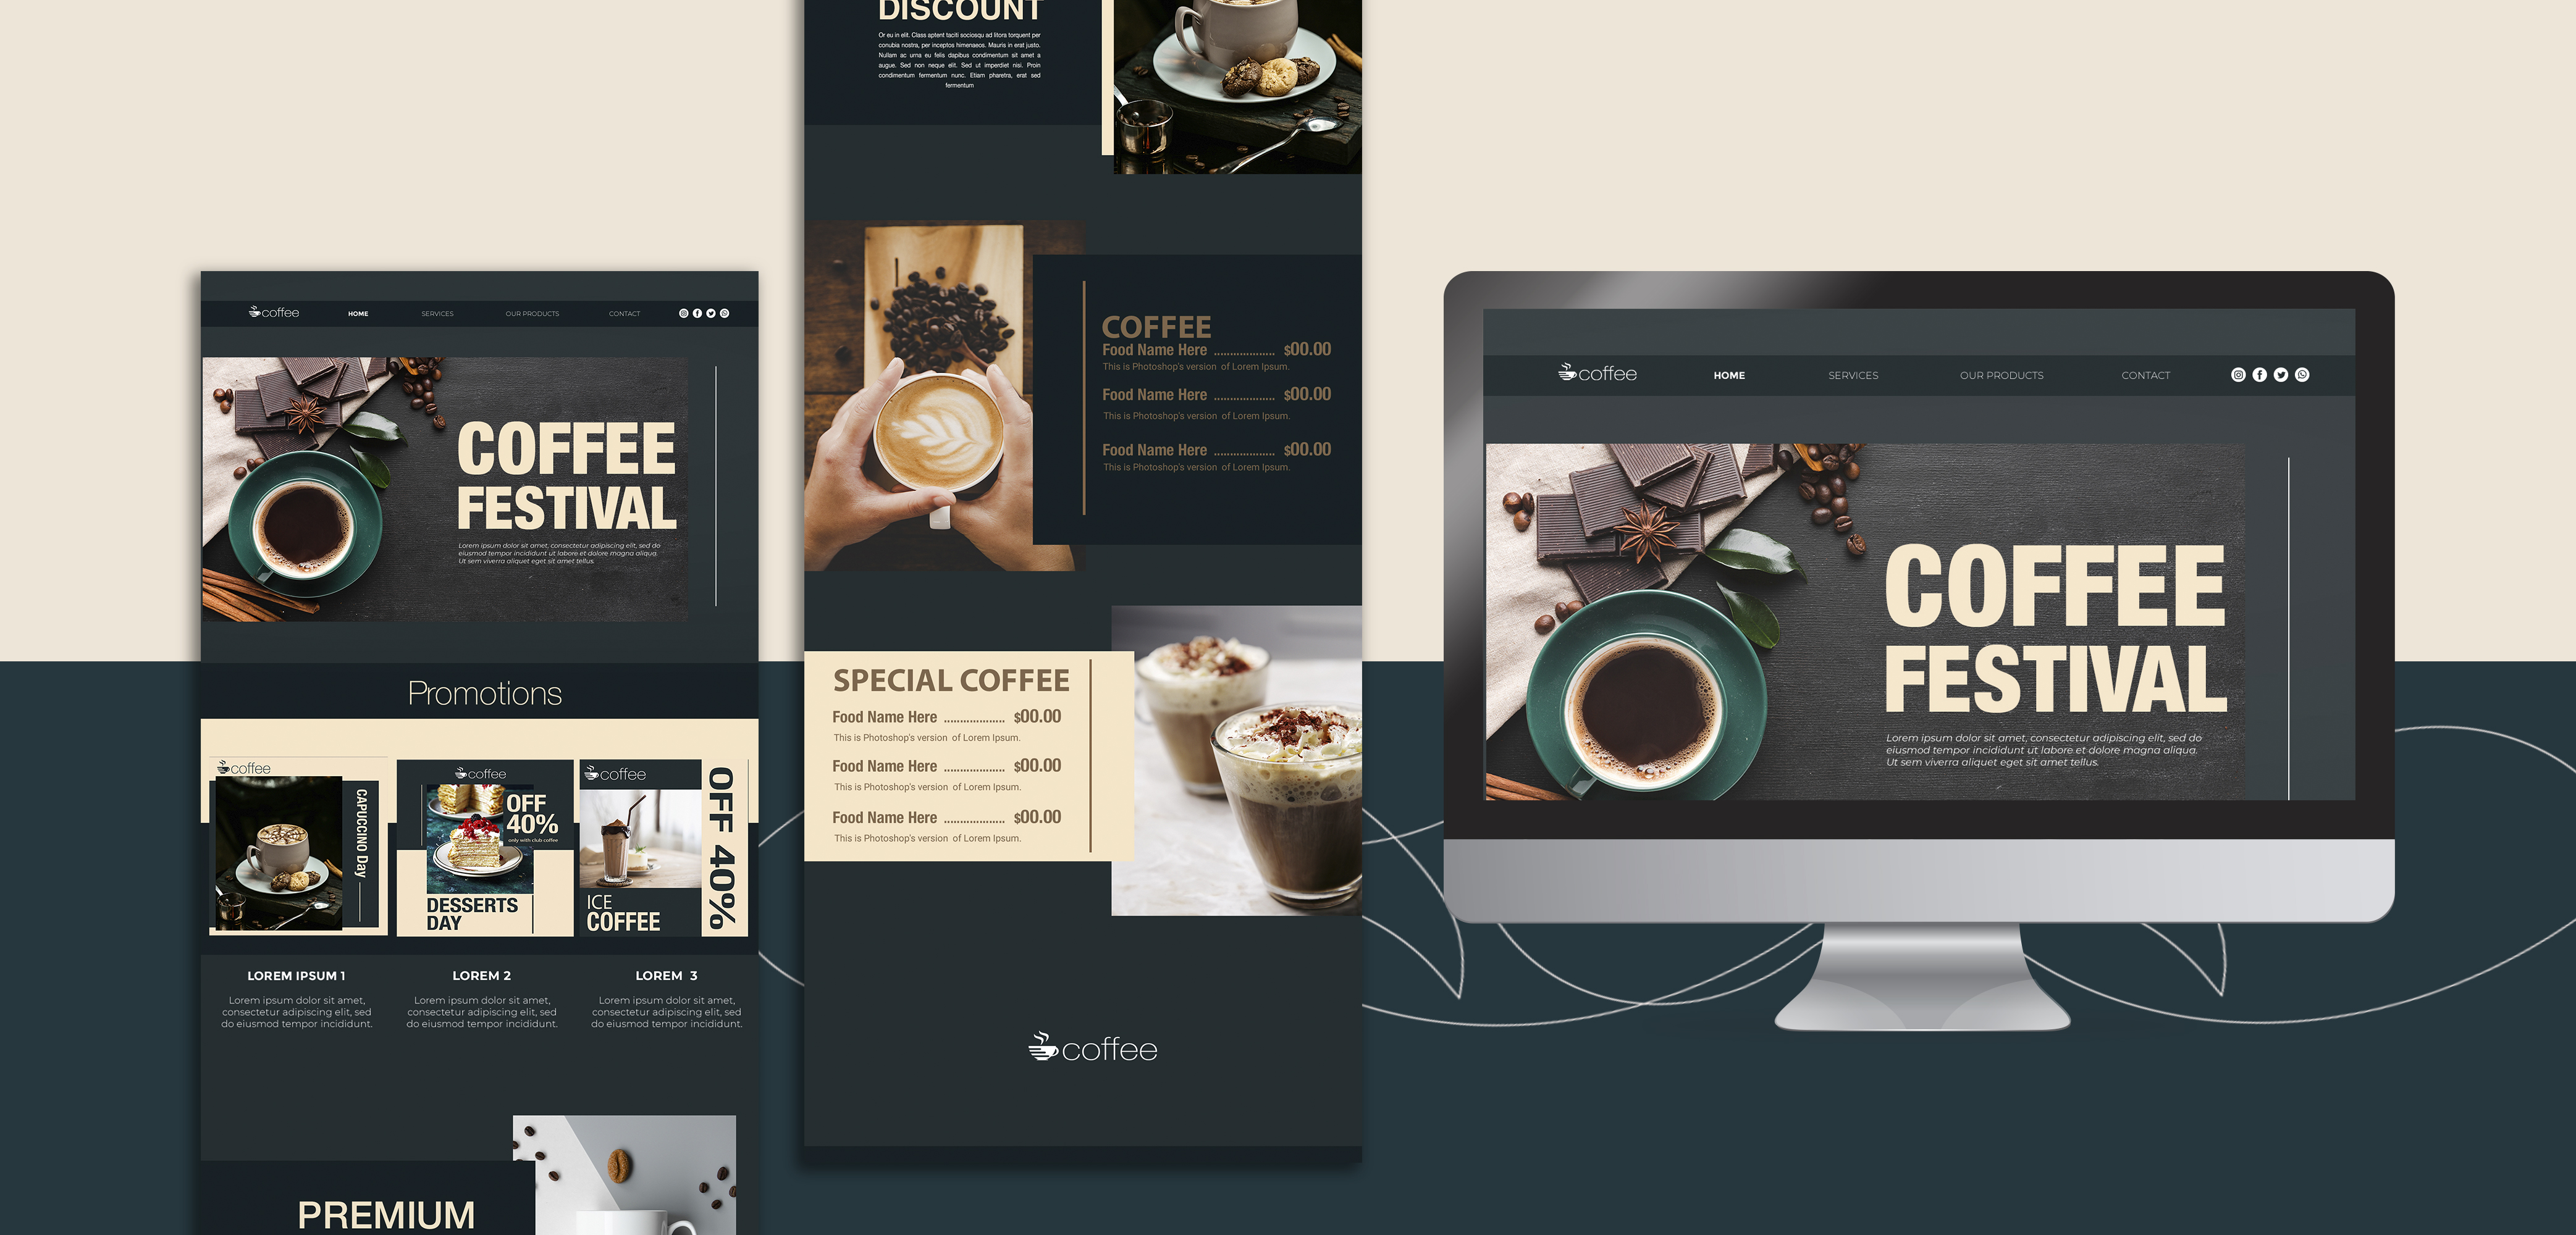 coffee
HOME
SERVICES
OUR PRODUCTS
CONTACT
COFFEE
FESTIVAL
Lorem ipsum dolor sit amet, consectetur adipiscing elit, sed do
eiusmod tempor incididunt ut labore et dolore magna aliqua.
Ut sem viverra aliquet eget sit amet tellus.
Promotions
coffee
CAPUCCINO Day
coffee
OFF
40%
only with club coffee
DESSERTS
DAY
coffee
ICE
COFFEE
OFF 40%
LOREM IPSUM 1
Lorem ipsum dolor sit amet,
consectetur adipiscing elit, sed
do eiusmod tempor incididunt.
LOREM 2
Lorem ipsum dolor sit amet,
consectetur adipiscing elit, sed
do eiusmod tempor incididunt.
LOREM 3
Lorem ipsum dolor sit amet,
consectetur adipiscing elit, sed
do eiusmod tempor incididunt.
PREMIUM
DISCOUNT
Or eu in elit. Class aptent taciti sociosqu ad litora torquent per
conubia nostra, per inceptos himenaeos. Mauris in erat justo.
Nullam ac urna eu felis dapibus condimentum sit amet a
augue. Sed non neque elit. Sed ut imperdiet nisi. Proin
condimentum fermentum nunc. Etiam pharetra, erat sed
fermentum
COFFEE
Food Name Here ................... $00.00
This is Photoshop's version of Lorem Ipsum.
Food Name Here ................... $00.00
This is Photoshop's version of Lorem Ipsum.
Food Name Here ................... $00.00
This is Photoshop's version of Lorem Ipsum.
SPECIAL COFFEE
Food Name Here ................... $00.00
This is Photoshop's version of Lorem Ipsum.
Food Name Here ................... $00.00
This is Photoshop's version of Lorem Ipsum.
Food Name Here ................... $00.00
This is Photoshop's version of Lorem Ipsum.
coffee
coffee
HOME
SERVICES
OUR PRODUCTS
CONTACT
COFFEE
FESTIVAL
Lorem ipsum dolor sit amet, consectetur adipiscing elit, sed do
eiusmod tempor incididunt ut labore et dolore magna aliqua.
Ut sem viverra aliquet eget sit amet tellus.